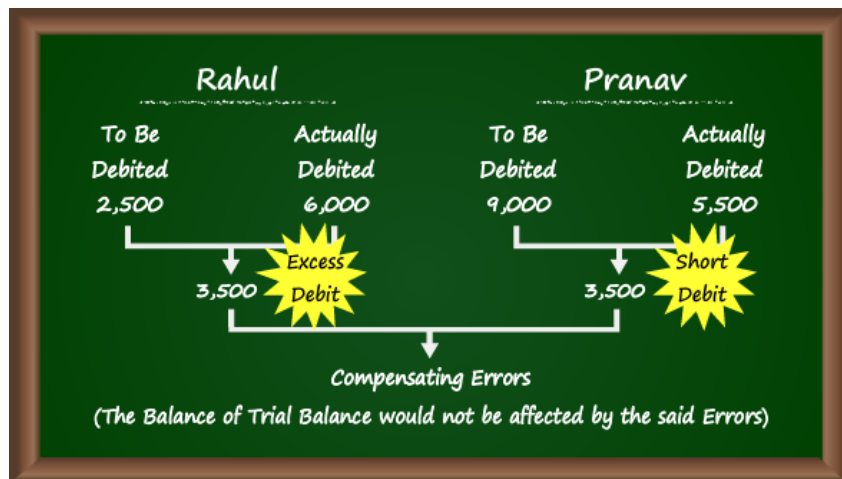 Rahul
Pranav
To Be
Debited
2,500
Actually
Debited
6,000
To Be
Debited
9,000
Actually
Debited
5,500
3,500
Excess
Debit
3,500
Short
Debit
Compensating Errors
(The Balance of Trial Balance would not be affected by the said Errors)